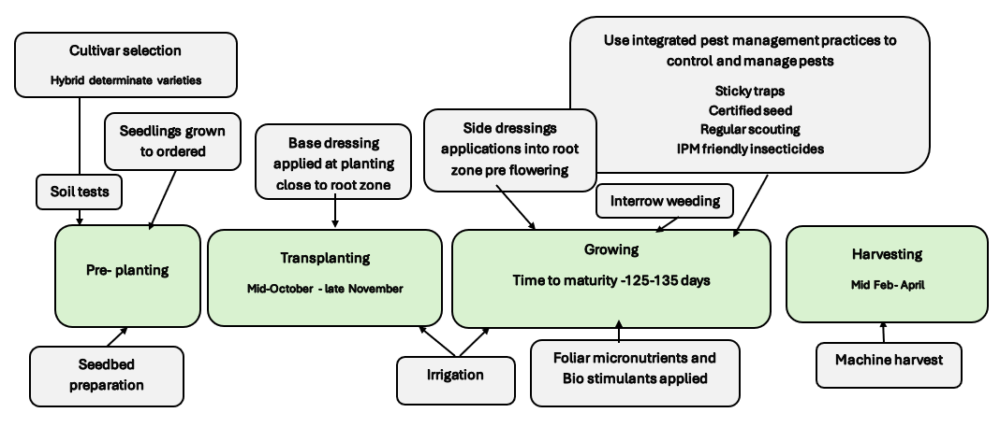 Cultivar selection
Hybrid determinate varieties
Seedlings grown
to ordered
Soil tests
Pre- planting
Seedbed
preparation
Base dressing
applied at planting
close to root zone
Transplanting
Mid-October - late November
Side dressings
applications into root
zone pre flowering
Use integrated pest management practices to
control and manage pests
Sticky traps
Certified seed
Regular scouting
IPM friendly insecticides
Interrow weeding
Growing
Time to maturity -125-135 days
Irrigation
Foliar micronutrients and
Bio stimulants applied
Harvesting
Mid Feb- April
Machine harvest